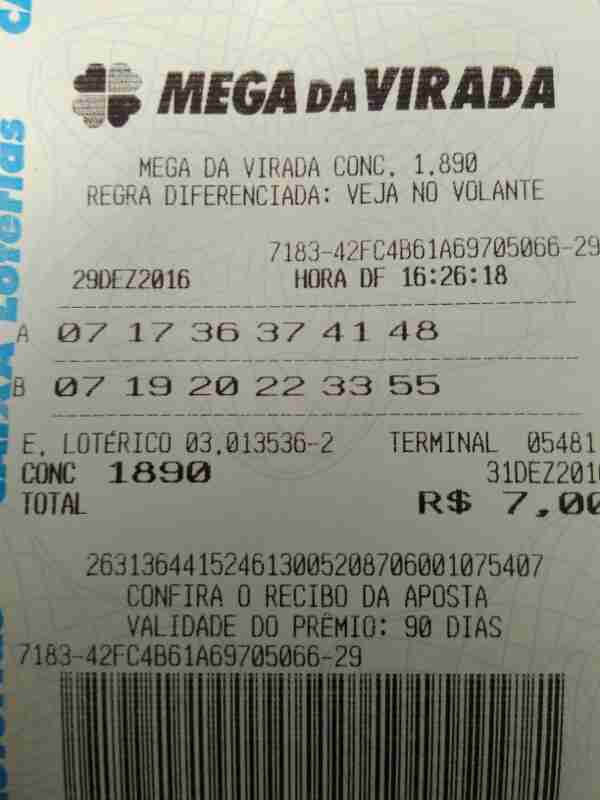 MEGA DA VIRADA
MEGA DA VIRADA CONC. 1.890
REGRA DIFERENCIADA: VEJA NO VOLANTE
7183-42FC4B61A69705066-29
29DEZ2016 HORA DF 16:26:18
A 07 17 36 37 41 48
B 07 19 20 22 33 55
E. LOTÉRICO 03.013536-2 TERMINAL 05481
CONC 1890 31DEZ2016
TOTAL R$ 7,00
263136441524613005208706001075407
CONFIRA O RECIBO DA APOSTA
VALIDADE DO PRÊMIO: 90 DIAS
7183-42FC4B61A69705066-29
CAIXA Loterias